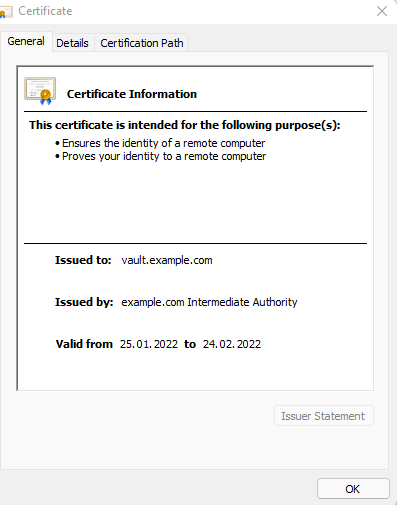 Certificate
General Details Certification Path
Certificate Information
This certificate is intended for the following purpose(s):
• Ensures the identity of a remote computer
• Proves your identity to a remote computer
Issued to: vault.example.com
Issued by: example.com Intermediate Authority
Valid from 25.01.2022 to 24.02.2022
Issuer Statement
OK